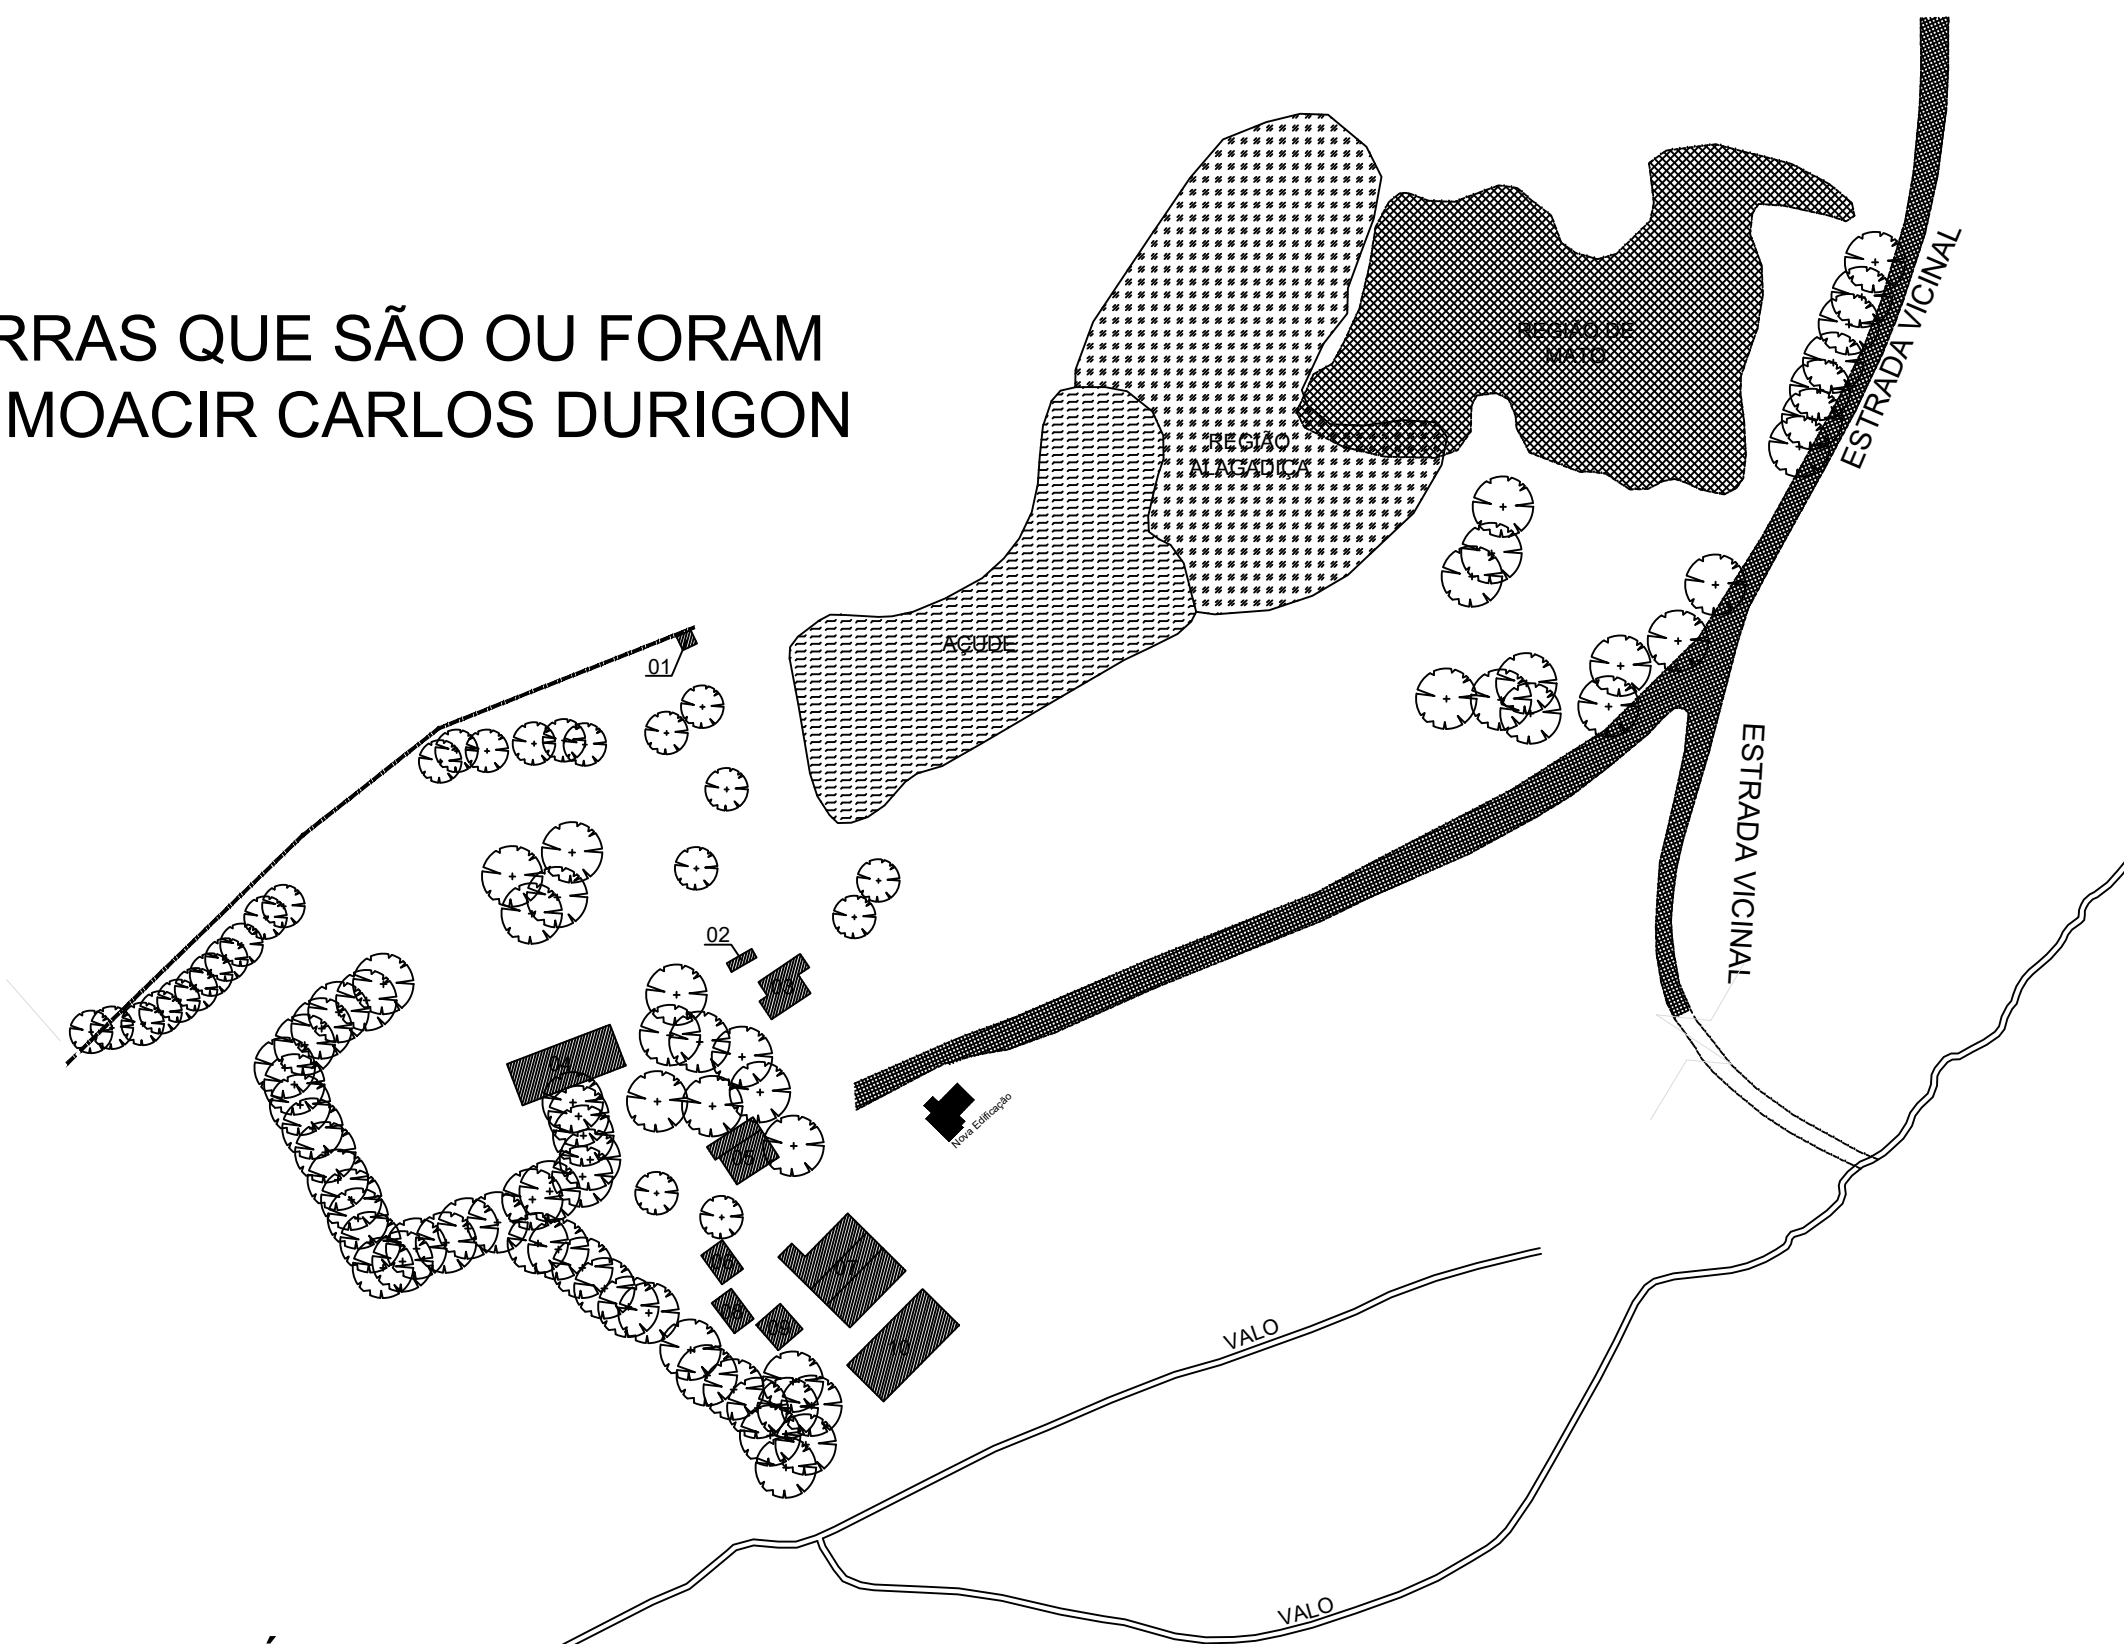 RRAS QUE SÃO OU FORAM
MOACIR CARLOS DURIGON
REGIÃO DE
MATO
ESTRADA VICINAL
REGIÃO
ALAGADIÇA
AÇUDE
01
ESTRADA VICINAL
02
03
04
Nova Edificação
05
06
07
08
09
10
VALO
VALO